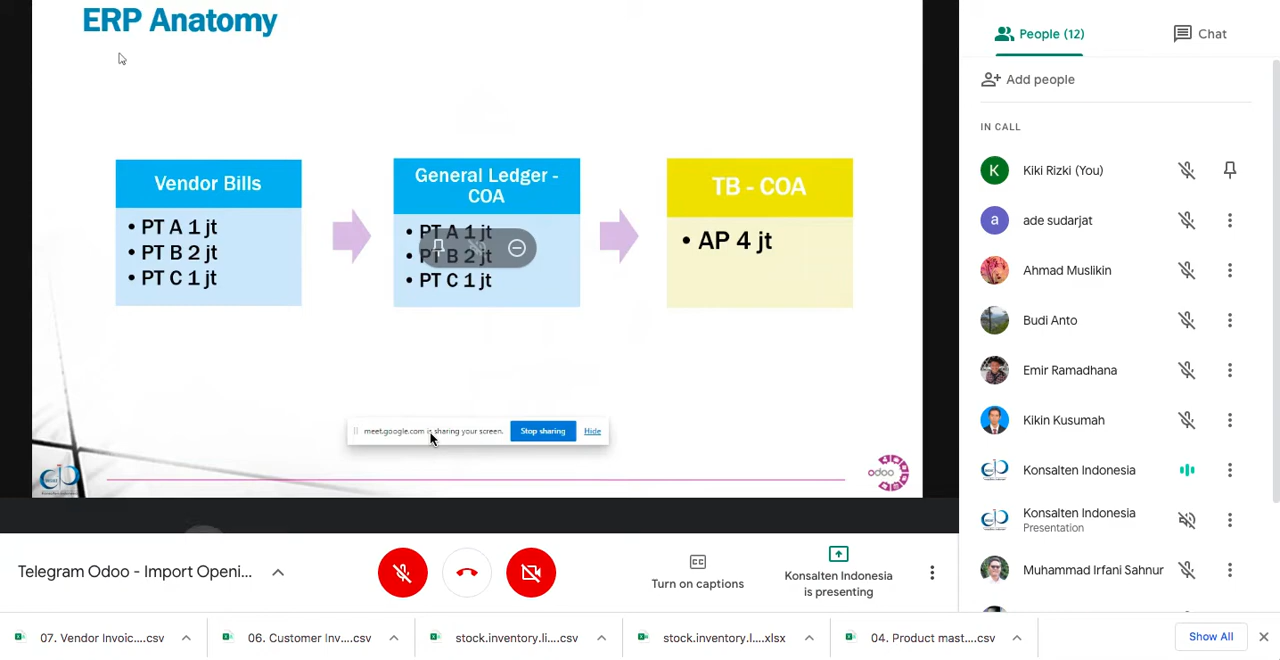 ERP Anatomy
Vendor Bills
• PT A 1 jt
• PT B 2 jt
• PT C 1 jt
General Ledger -
COA
• PT A 1 jt
• PT B 2 jt
• PT C 1 jt
TB - COA
• AP 4 jt
meet.google.com is sharing your screen.
Stop sharing
Hide
odoo
People (12)
Chat
Add people
IN CALL
K
Kiki Rizki (You)
a
ade sudarjat
Ahmad Muslikin
Budi Anto
Emir Ramadhana
Kikin Kusumah
Konsalten Indonesia
Konsalten Indonesia
Presentation
Muhammad Irfani Sahnur
Telegram Odoo - Import Openi...
CC
Turn on captions
Konsalten Indonesia
is presenting
07. Vendor Invoic....csv
06. Customer Inv....csv
stock.inventory.li....csv
stock.inventory.l....xlsx
04. Product mast....csv
Show All